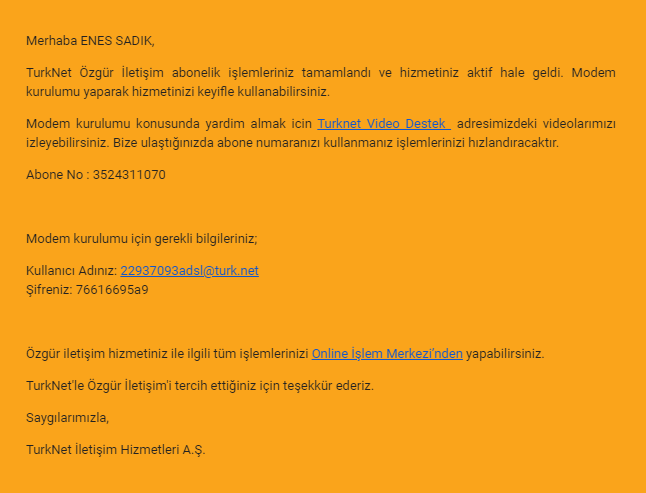 Merhaba ENES SADIK,
TurkNet Özgür İletişim abonelik işlemleriniz tamamlandı ve hizmetiniz aktif hale geldi. Modem
kurulumu yaparak hizmetinizi keyifle kullanabilirsiniz.
Modem kurulumu konusunda yardim almak icin Turknet Video Destek adresimizdeki videolarımızı
izleyebilirsiniz. Bize ulaştığınızda abone numaranızı kullanmanız işlemlerinizi hızlandıracaktır.
Abone No : 3524311070
Modem kurulumu için gerekli bilgileriniz;
Kullanıcı Adınız: 22937093adsl@turk.net
Şifreniz: 76616695a9
Özgür iletişim hizmetiniz ile ilgili tüm işlemlerinizi Online İşlem Merkezi’nden yapabilirsiniz.
TurkNet'le Özgür İletişim'i tercih ettiğiniz için teşekkür ederiz.
Saygılarımızla,
TurkNet İletişim Hizmetleri A.Ş.